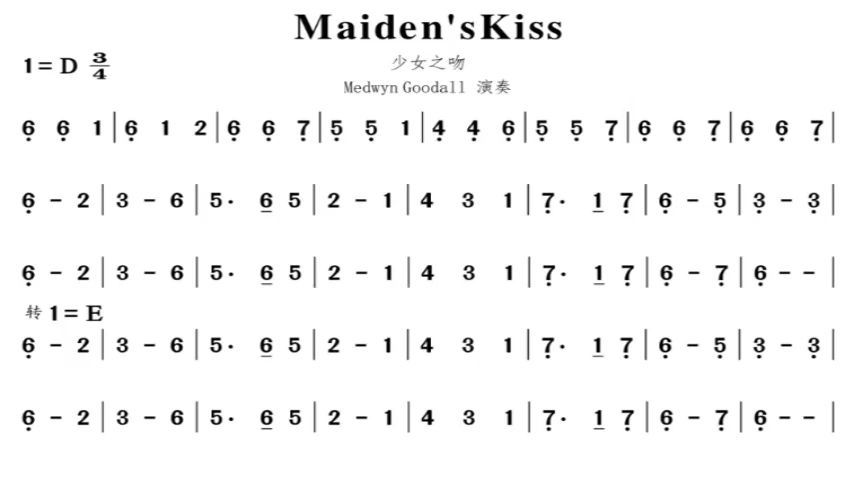 Maiden'sKiss
1= D 3/4
少女之吻
Medwyn Goodall 演奏
6̣ 6̣ 1 | 6̣ 1 2 | 6̣ 6̣ 7̣ | 5̣ 5̣ 1 | 4̣ 4̣ 6̣ | 5̣ 5̣ 7̣ | 6̣ 6̣ 7̣ | 6̣ 6̣ 7̣ |
6̣ - 2 | 3 - 6 | 5· 6̲ 5 | 2 - 1 | 4 3 1 | 7̣· 1̲ 7̣ | 6̣ - 5̣ | 3̣ - 3̣ |
6̣ - 2 | 3 - 6 | 5· 6̲ 5 | 2 - 1 | 4 3 1 | 7̣· 1̲ 7̣ | 6̣ - 7̣ | 6̣ - - |
转 1= E
6̣ - 2 | 3 - 6 | 5· 6̲ 5 | 2 - 1 | 4 3 1 | 7̣· 1̲ 7̣ | 6̣ - 5̣ | 3̣ - 3̣ |
6̣ - 2 | 3 - 6 | 5· 6̲ 5 | 2 - 1 | 4 3 1 | 7̣· 1̲ 7̣ | 6̣ - 7̣ | 6̣ - - |